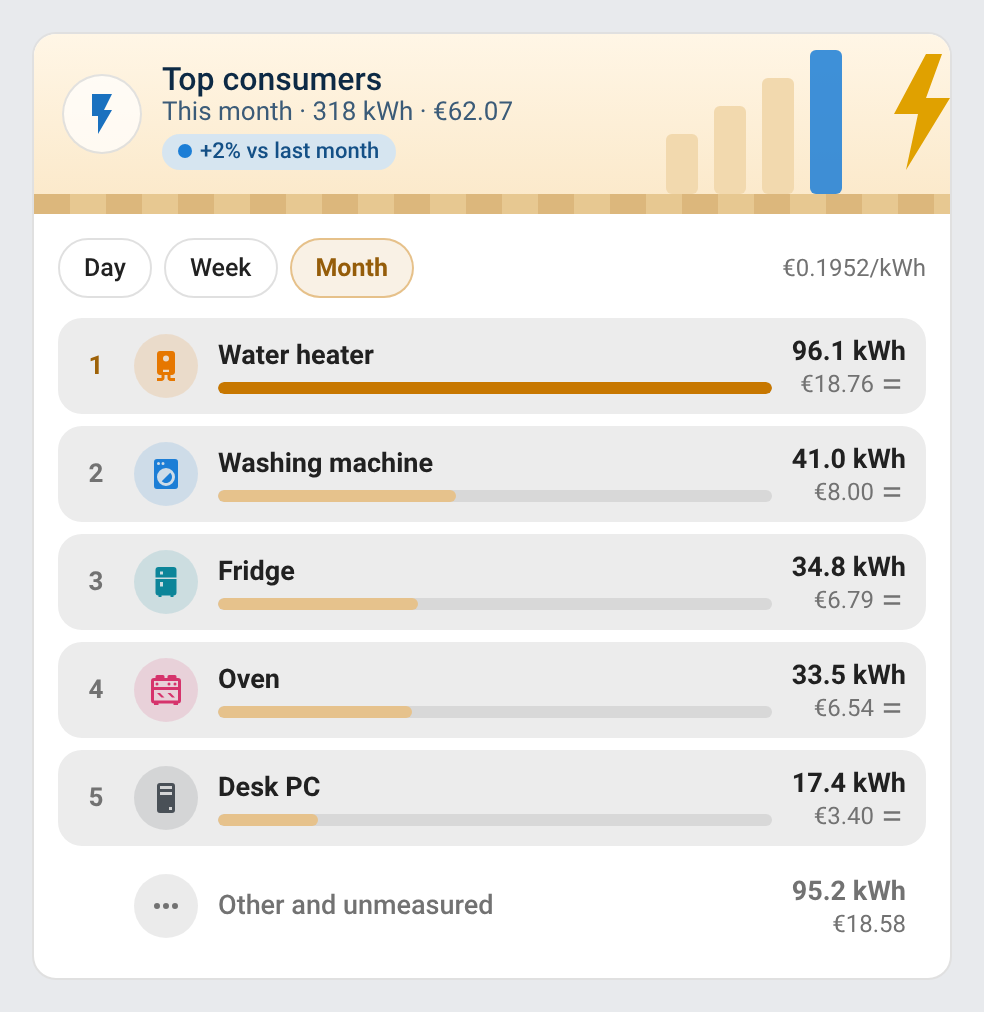 Top consumers
This month · 318 kWh · €62.07
+2% vs last month
Day
Week
Month
€0.1952/kWh
1
Water heater
96.1 kWh
€18.76 =
2
Washing machine
41.0 kWh
€8.00 =
3
Fridge
34.8 kWh
€6.79 =
4
Oven
33.5 kWh
€6.54 =
5
Desk PC
17.4 kWh
€3.40 =
Other and unmeasured
95.2 kWh
€18.58